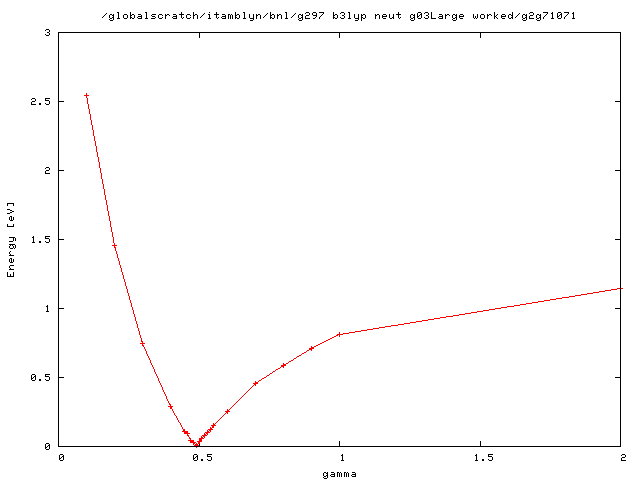 /globalscratch/itamblyn/bnl/g297 b3lyp neut g03Large worked/g2g71071
3
2.5
2
1.5
1
0.5
0
Energy [eV]
0 0.5 1 1.5 2
gamma